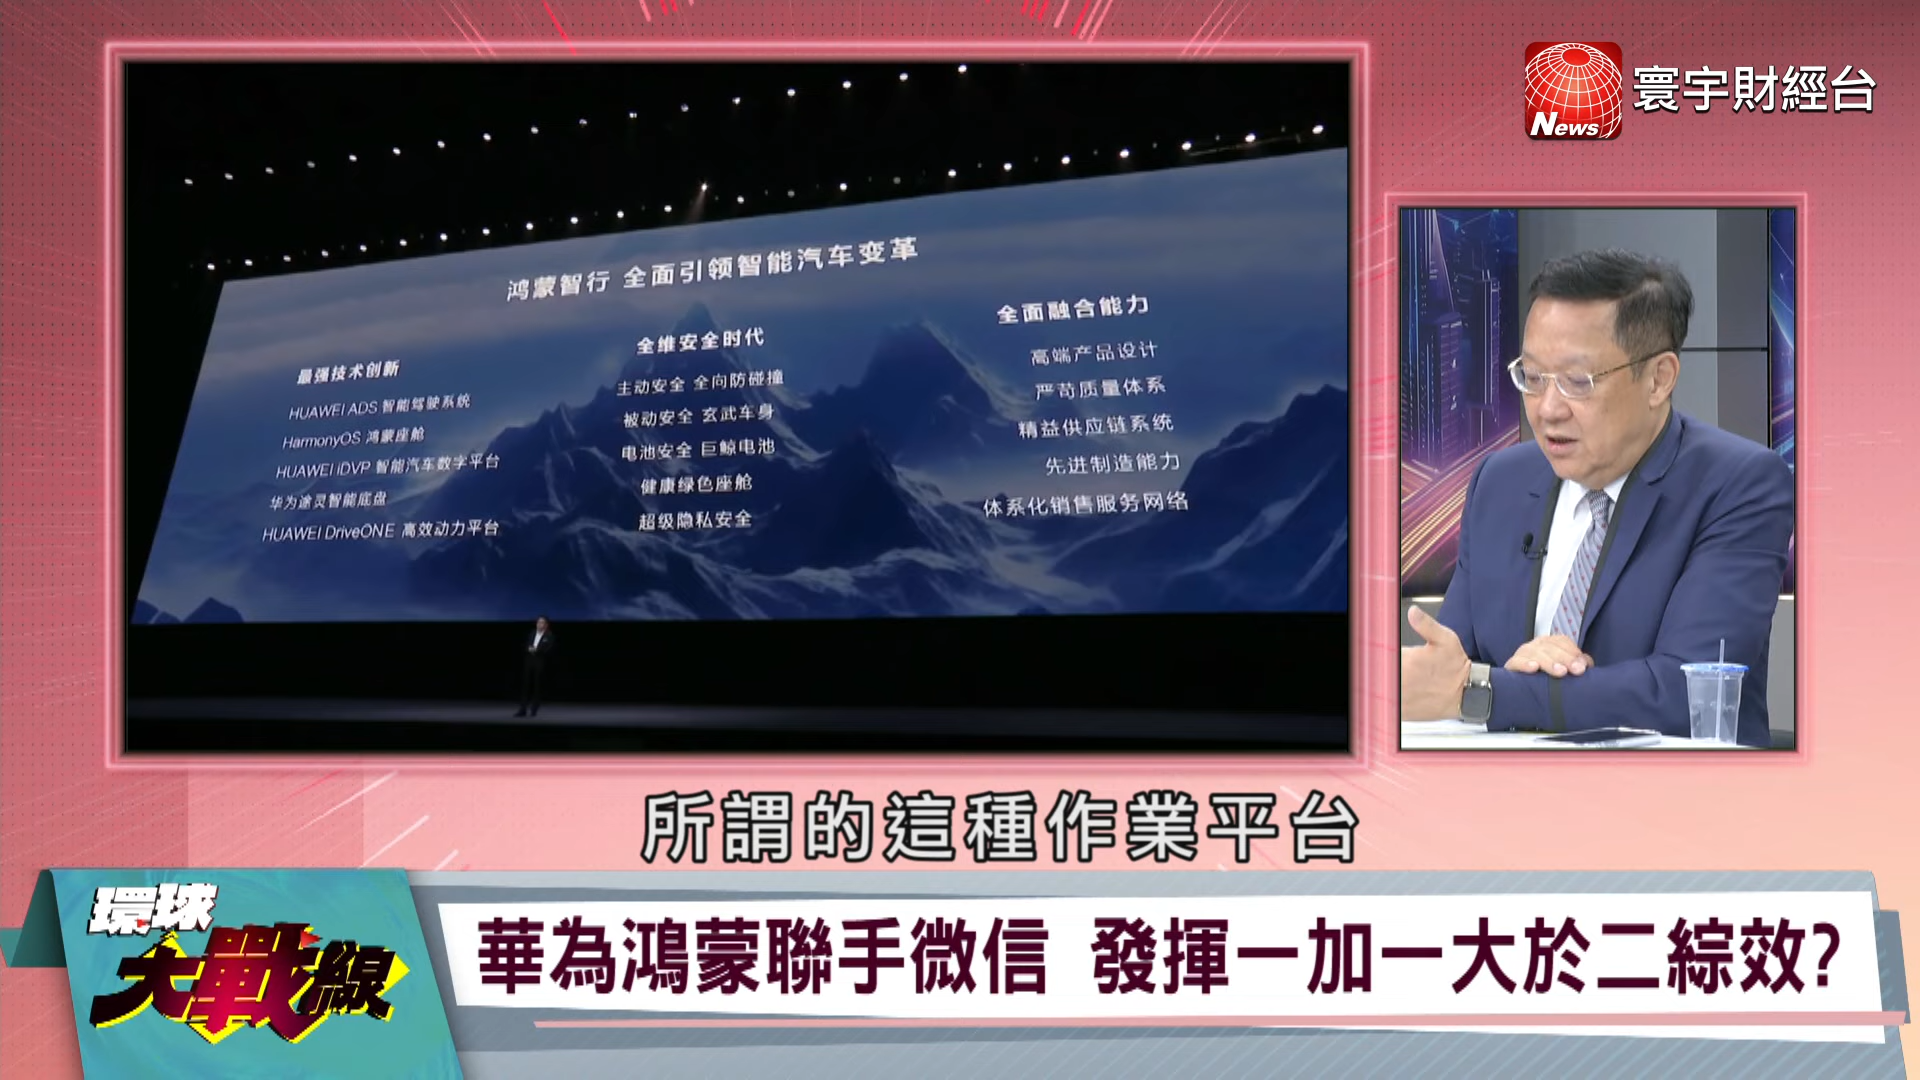 News
寰宇財經台
鸿蒙智行 全面引领智能汽车变革
最强技术创新
HUAWEI ADS 智能驾驶系统
HarmonyOS 鸿蒙座舱
HUAWEI iDVP 智能汽车数字平台
华为途灵智能底盘
HUAWEI DriveONE 高效动力平台
全维安全时代
主动安全 全向防碰撞
被动安全 玄武车身
电池安全 巨鲸电池
健康绿色座舱
超级隐私安全
全面融合能力
高端产品设计
严苛质量体系
精益供应链系统
先进制造能力
体系化销售服务网络
所謂的這種作業平台
環球
大戰線
華為鴻蒙聯手微信 發揮一加一大於二綜效?